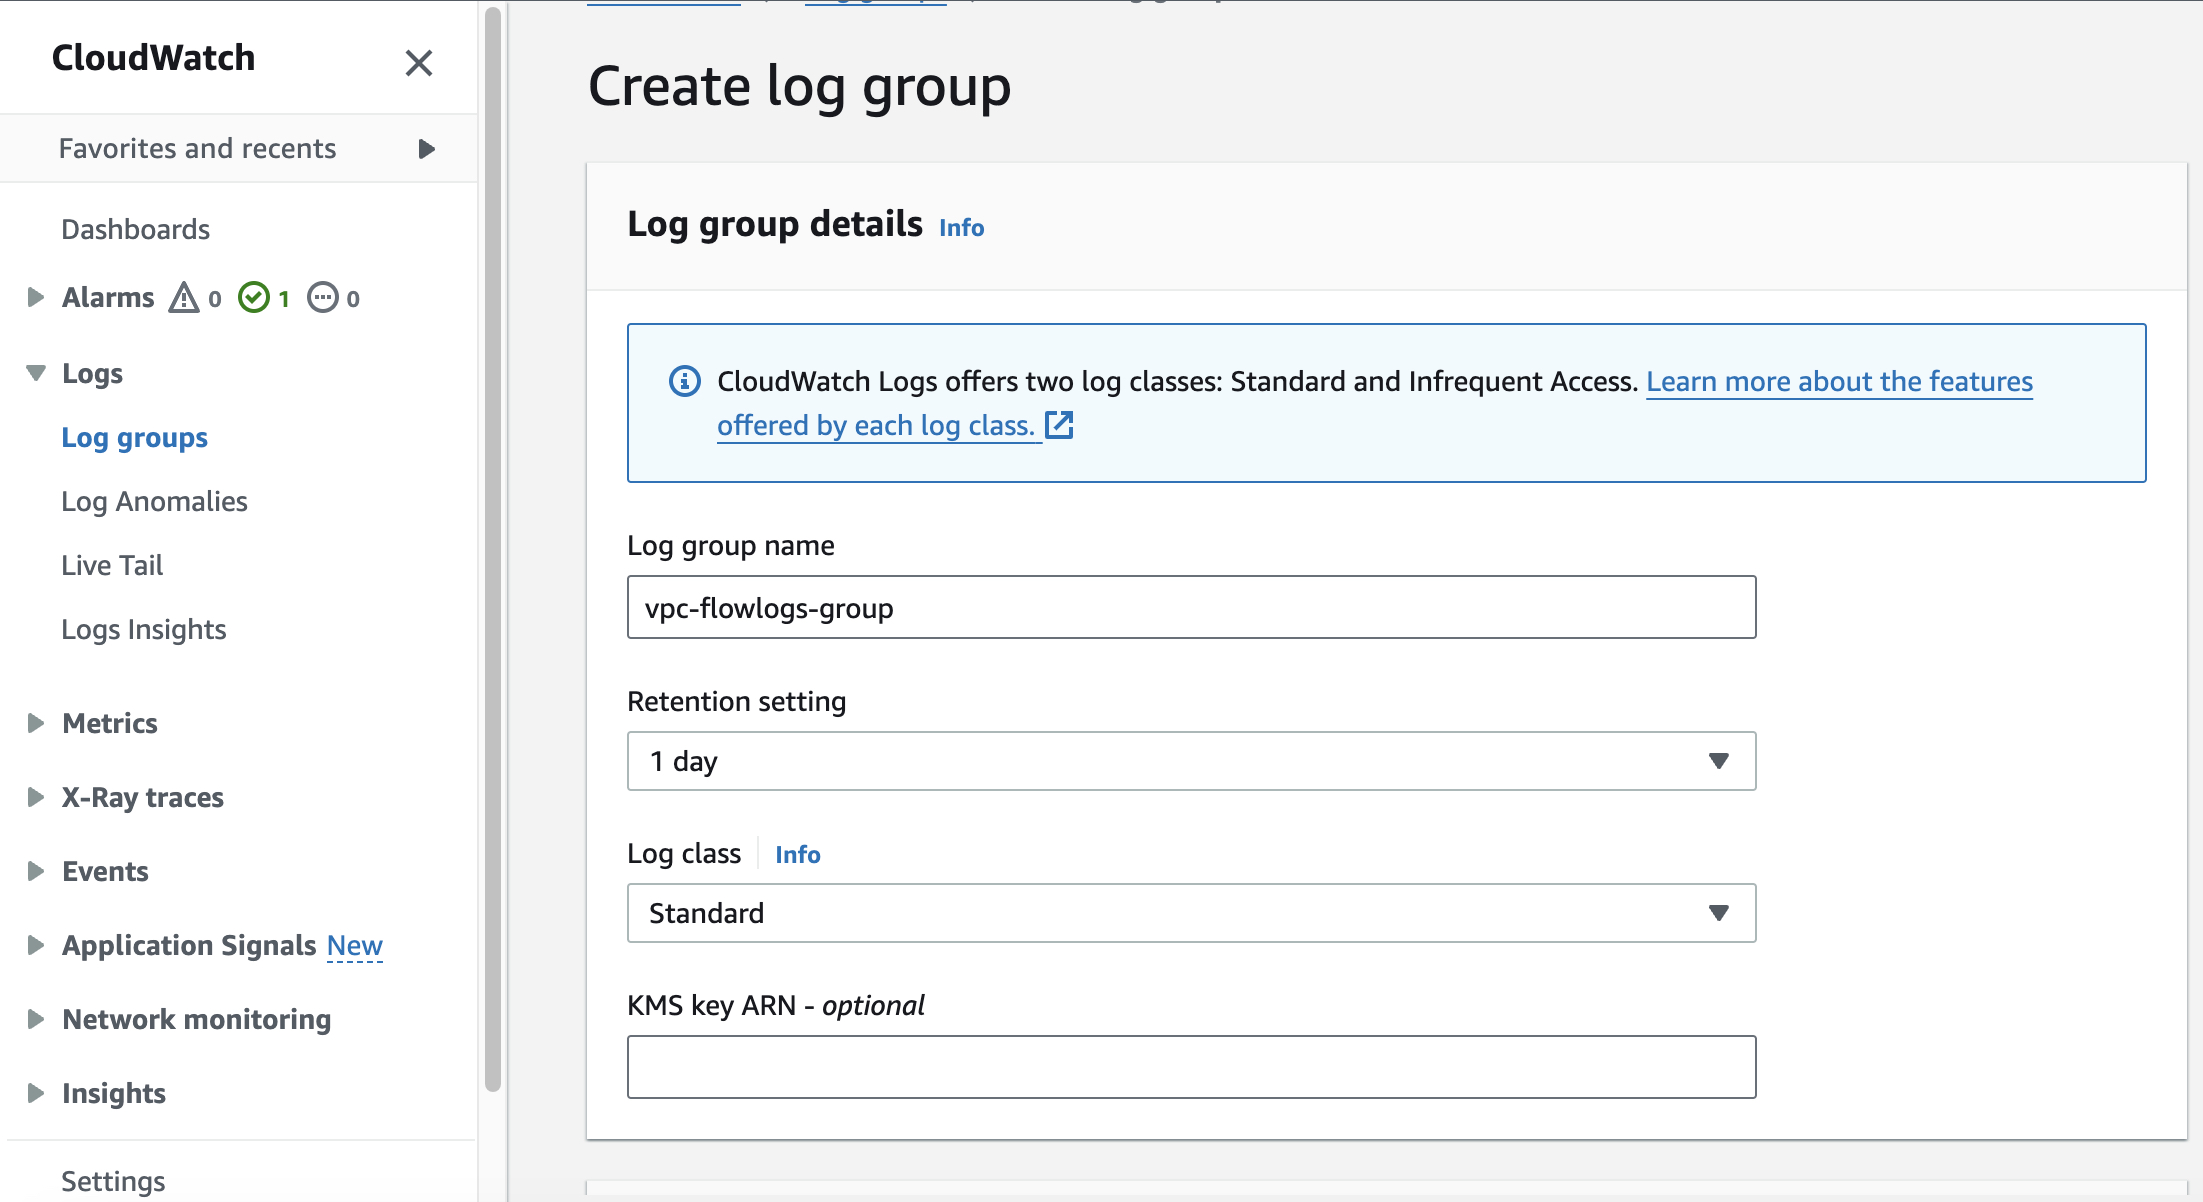 CloudWatch
Favorites and recents
Dashboards
Alarms 0 1 0
Logs
Log groups
Log Anomalies
Live Tail
Logs Insights
Metrics
X-Ray traces
Events
Application Signals New
Network monitoring
Insights
Settings
Create log group
Log group details Info
CloudWatch Logs offers two log classes: Standard and Infrequent Access. Learn more about the features
offered by each log class.
Log group name
vpc-flowlogs-group
Retention setting
1 day
Log class Info
Standard
KMS key ARN - optional